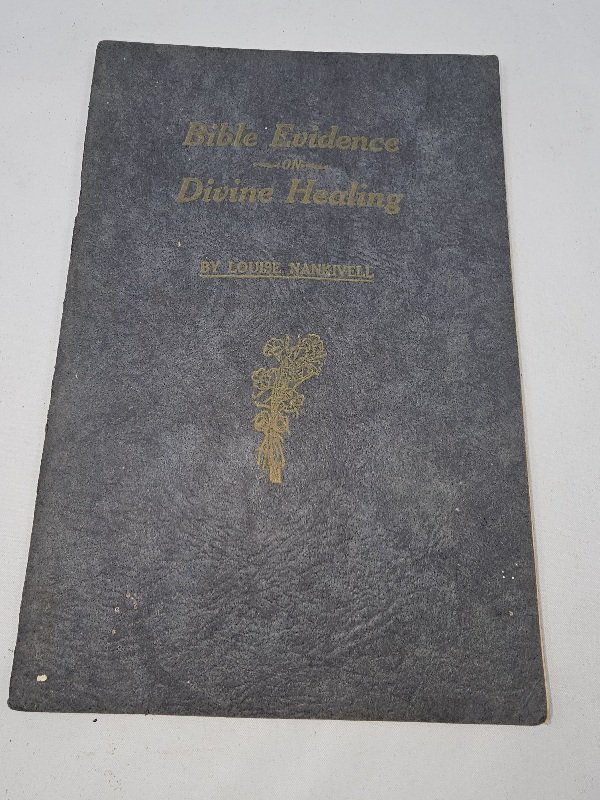 Bible Evidence
ON
Divine Healing
BY LOUISE NANKIVELL